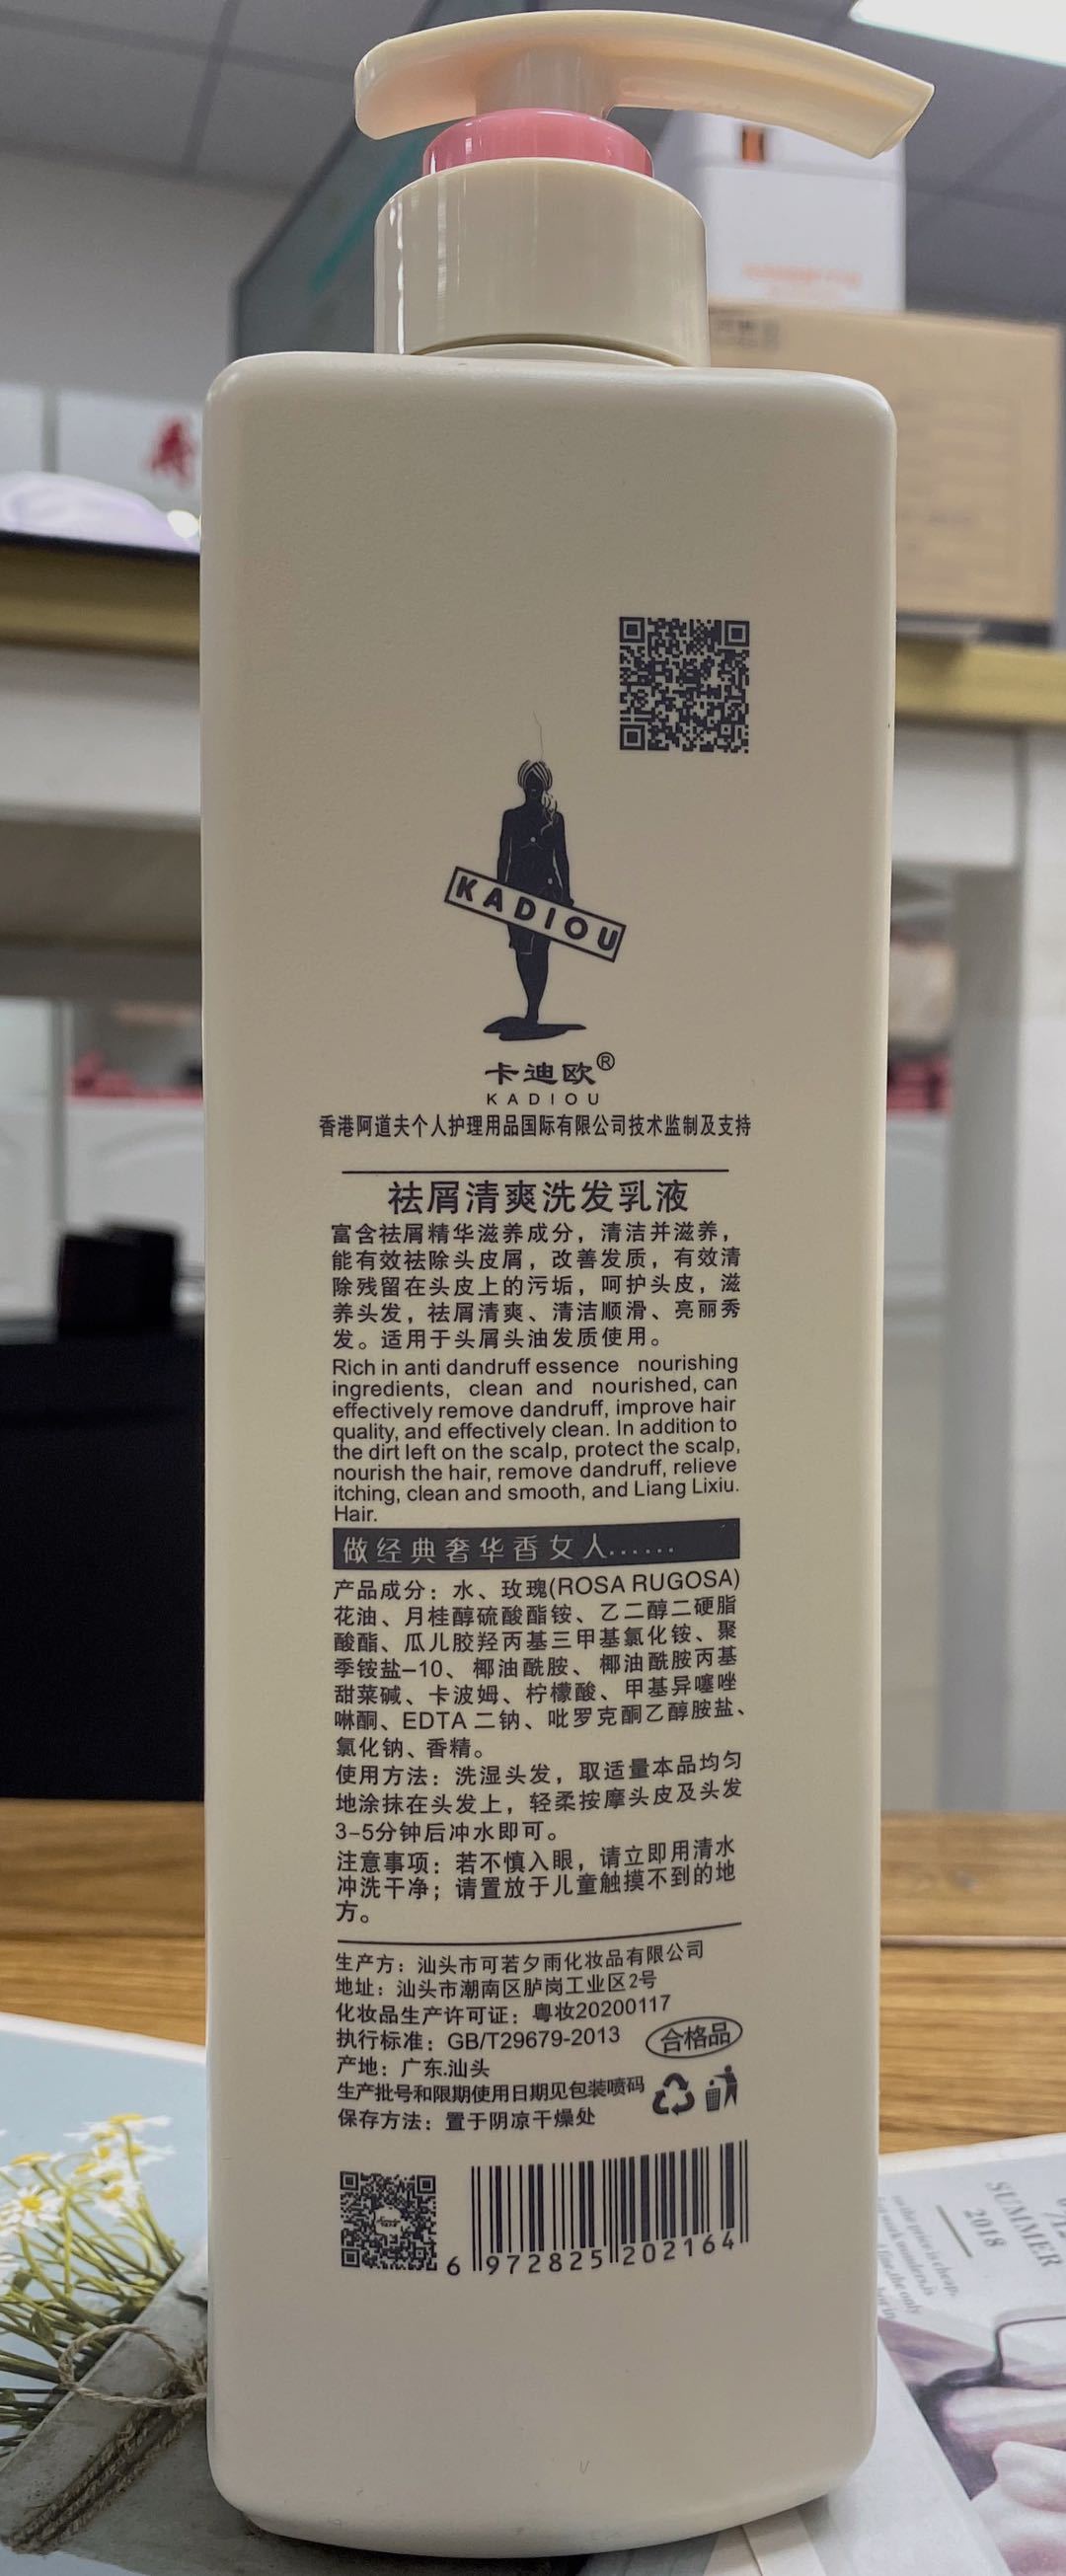 KADIOU
卡迪欧®
KADIOU
香港阿道夫个人护理用品国际有限公司技术监制及支持
祛屑清爽洗发乳液
富含祛屑精华滋养成分，清洁并滋养，
能有效祛除头皮屑，改善发质，有效清
除残留在头皮上的污垢，呵护头皮，滋
养头发，祛屑清爽、清洁顺滑、亮丽秀
发。适用于头屑头油发质使用。
Rich in anti dandruff essence nourishing
ingredients, clean and nourished, can
effectively remove dandruff, improve hair
quality, and effectively clean. In addition to
the dirt left on the scalp, protect the scalp,
nourish the hair, remove dandruff, relieve
itching, clean and smooth, and Liang Lixiu.
Hair.
做经典奢华香女人......
产品成分：水、玫瑰(ROSA RUGOSA)
花油、月桂醇硫酸酯铵、乙二醇二硬脂
酸酯、瓜儿胶羟丙基三甲基氯化铵、聚
季铵盐-10、椰油酰胺、椰油酰胺丙基
甜菜碱、卡波姆、柠檬酸、甲基异噻唑
啉酮、EDTA 二钠、吡罗克酮乙醇胺盐、
氯化钠、香精。
使用方法：洗湿头发，取适量本品均匀
地涂抹在头发上，轻柔按摩头皮及头发
3-5分钟后冲水即可。
注意事项：若不慎入眼，请立即用清水
冲洗干净；请置放于儿童触摸不到的地
方。
生产方：汕头市可若夕雨化妆品有限公司
地址：汕头市潮南区胪岗工业区2号
化妆品生产许可证：粤妆20200117
执行标准：GB/T29679-2013
合格品
产地：广东.汕头
生产批号和限期使用日期见包装喷码
保存方法：置于阴凉干燥处
6 972825 202164
SUMMER
2018